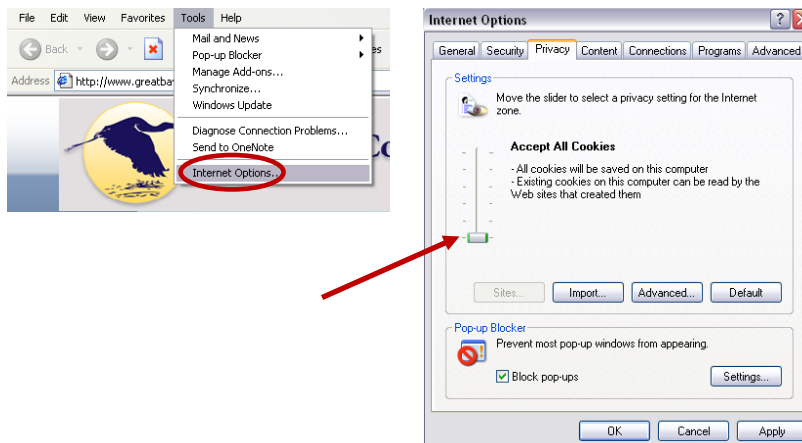 File Edit View Favorites Tools Help
Back
Address http://www.greatba
Mail and News
Pop-up Blocker
Manage Add-ons...
Synchronize...
Windows Update
Diagnose Connection Problems...
Send to OneNote
Internet Options...
es
Co
Internet Options
General Security Privacy Content Connections Programs Advanced
Settings
Move the slider to select a privacy setting for the Internet
zone.
Accept All Cookies
- All cookies will be saved on this computer
- Existing cookies on this computer can be read by the
Web sites that created them
Sites... Import... Advanced... Default
Pop-up Blocker
Prevent most pop-up windows from appearing.
Block pop-ups Settings...
OK Cancel Apply